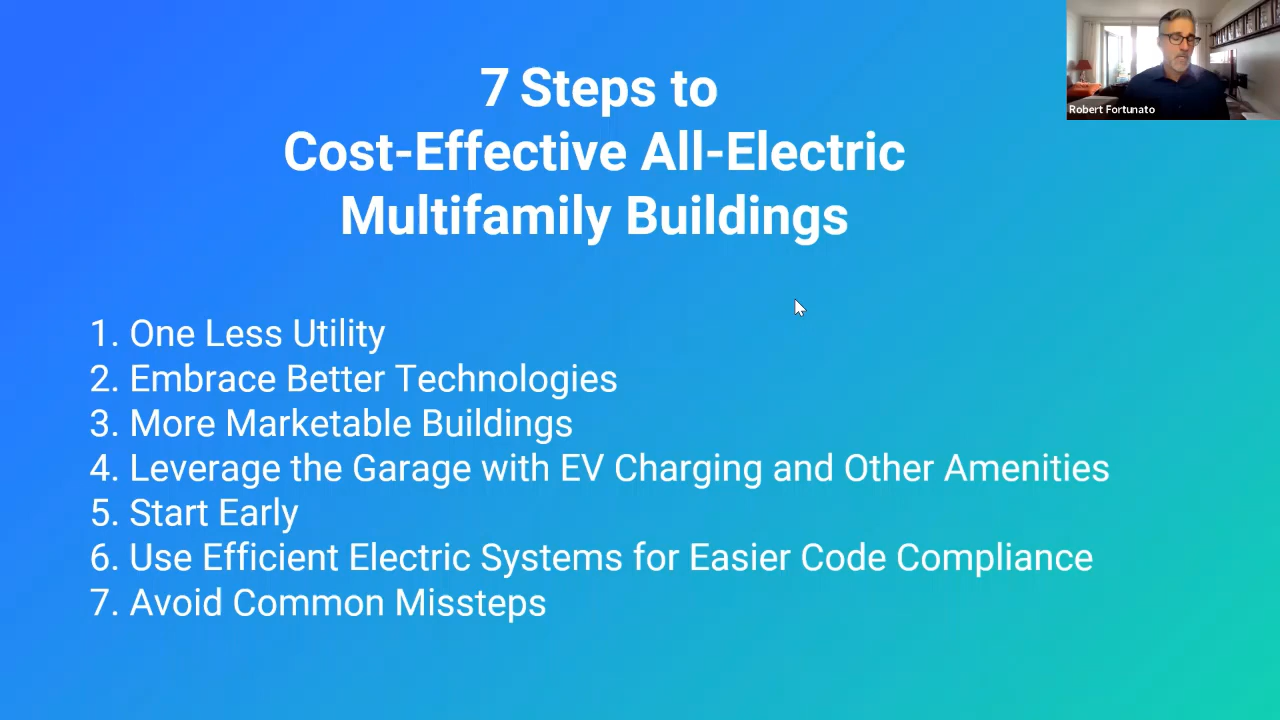 7 Steps to
Cost-Effective All-Electric
Multifamily Buildings
Robert Fortunato
1. One Less Utility
2. Embrace Better Technologies
3. More Marketable Buildings
4. Leverage the Garage with EV Charging and Other Amenities
5. Start Early
6. Use Efficient Electric Systems for Easier Code Compliance
7. Avoid Common Missteps